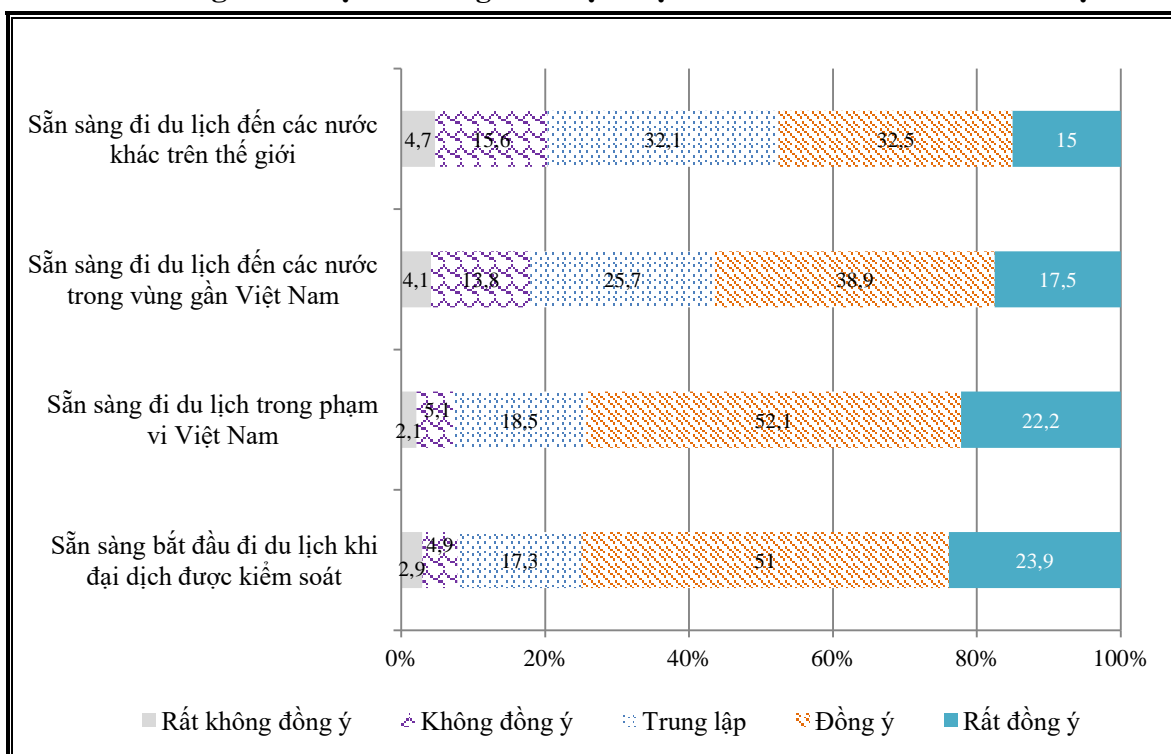 Sẵn sàng đi du lịch đến các nước
khác trên thế giới
4,7 15,6 32,1 32,5 15
Sẵn sàng đi du lịch đến các nước
trong vùng gần Việt Nam
4,1 13,8 25,7 38,9 17,5
Sẵn sàng đi du lịch trong phạm
vi Việt Nam
2,1 5,1 18,5 52,1 22,2
Sẵn sàng bắt đầu đi du lịch khi
đại dịch được kiểm soát
2,9 4,9 17,3 51 23,9
0% 20% 40% 60% 80% 100%
Rất không đồng ý Không đồng ý Trung lập Đồng ý Rất đồng ý